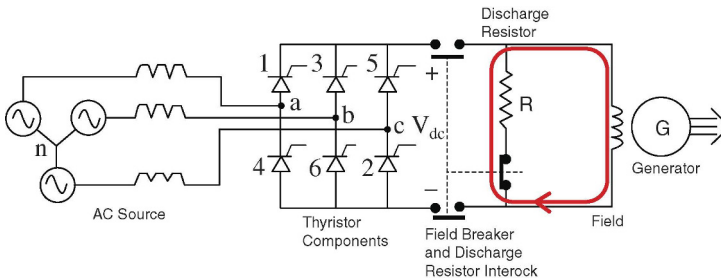 Discharge
Resistor
1
3
5
+
a
b
c
V dc
R
G
n
4
6
2
−
Generator
AC Source
Thyristor
Components
Field Breaker
and Discharge
Resistor Interock
Field